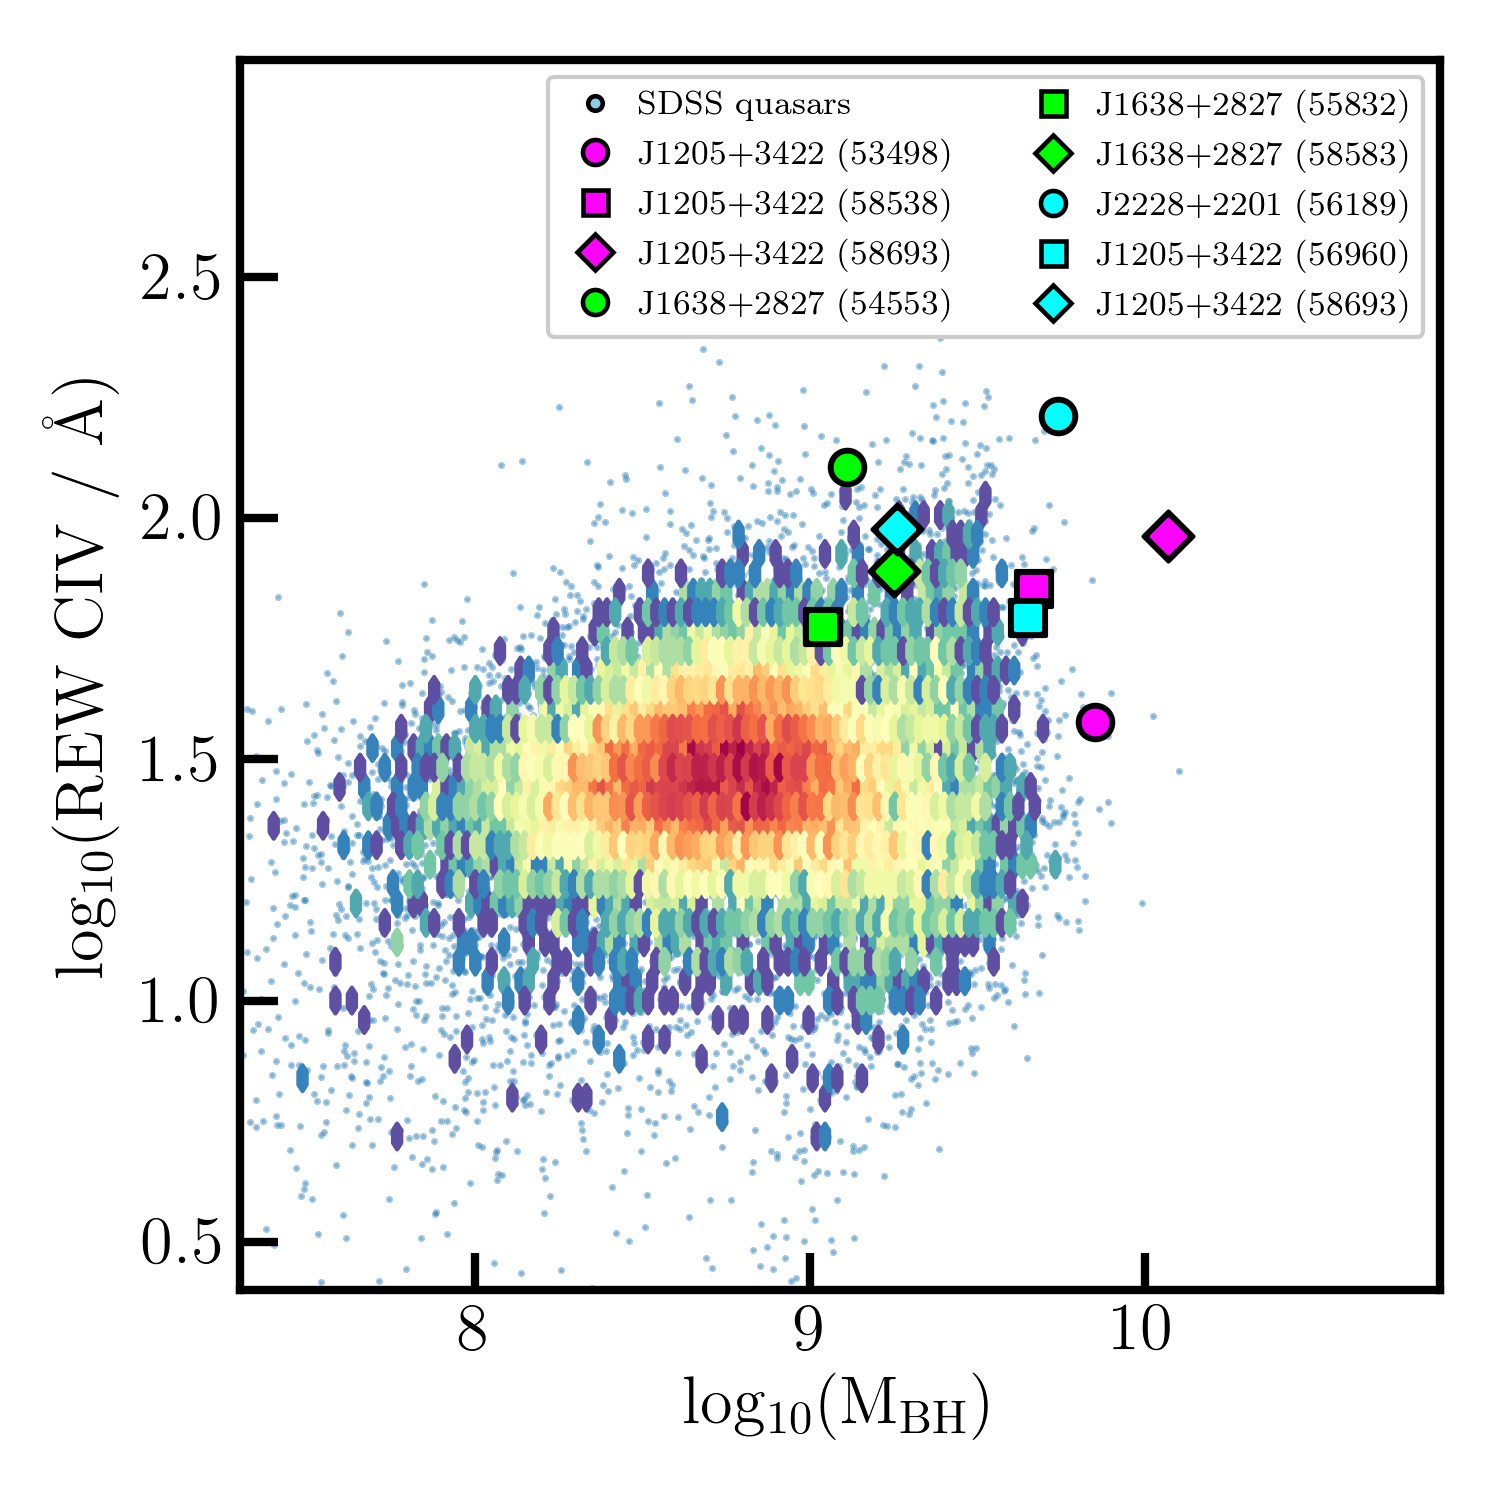 SDSS quasars
J1205+3422 (53498)
J1205+3422 (58538)
J1205+3422 (58693)
J1638+2827 (54553)
J1638+2827 (55832)
J1638+2827 (58583)
J2228+2201 (56189)
J1205+3422 (56960)
J1205+3422 (58693)
log₁₀(REW CIV / Å)
2.5
2.0
1.5
1.0
0.5
8
9
10
log₁₀(M_BH)